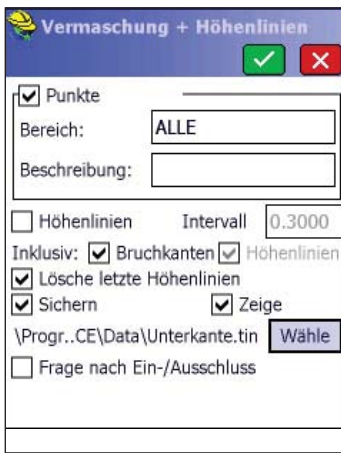 Vermaschung + Höhenlinien
Punkte
Bereich: ALLE
Beschreibung:
Höhenlinien Intervall 0.3000
Inklusiv: Bruchkanten Höhenlinien
Lösche letzte Höhenlinien
Sichern Zeige
\Progr..CE\Data\Unterkante.tin Wähle
Frage nach Ein-/Ausschluss